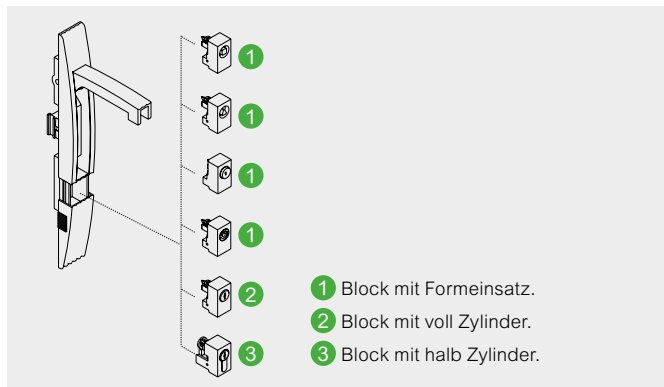 1
1
1
1
2
3
1 Block mit Formeinsatz.
2 Block mit voll Zylinder.
3 Block mit halb Zylinder.